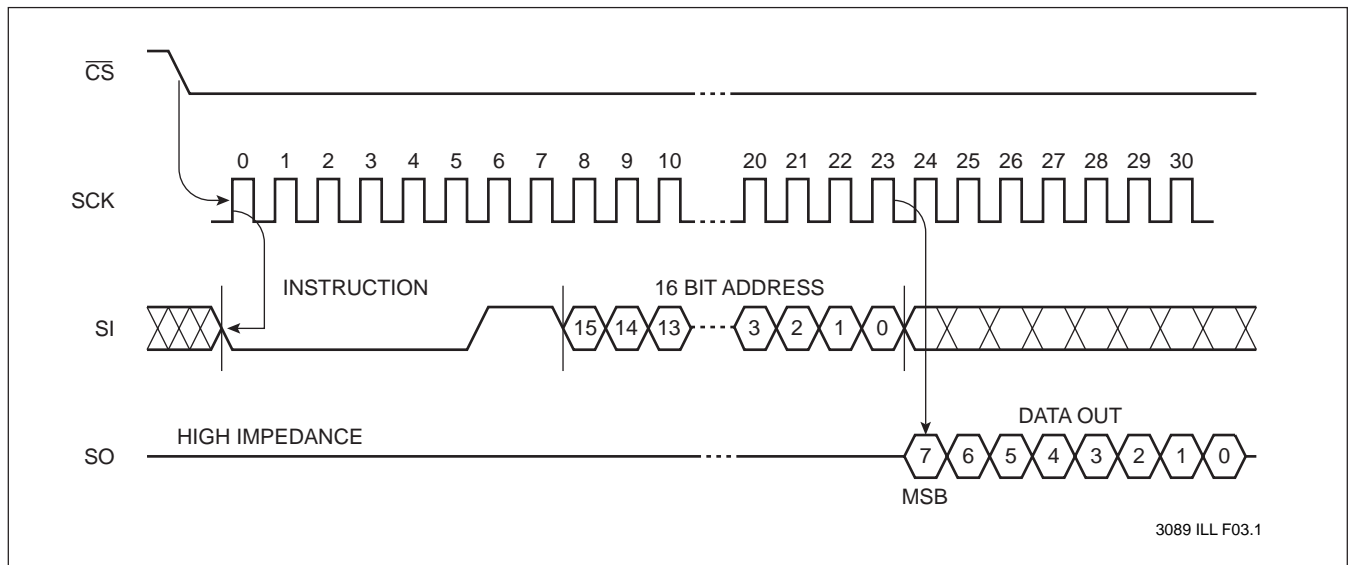 CS
0 1 2 3 4 5 6 7 8 9 10 20 21 22 23 24 25 26 27 28 29 30
SCK
INSTRUCTION 16 BIT ADDRESS
SI 15 14 13 3 2 1 0
DATA OUT
HIGH IMPEDANCE
SO 7 6 5 4 3 2 1 0
MSB
3089 ILL F03.1